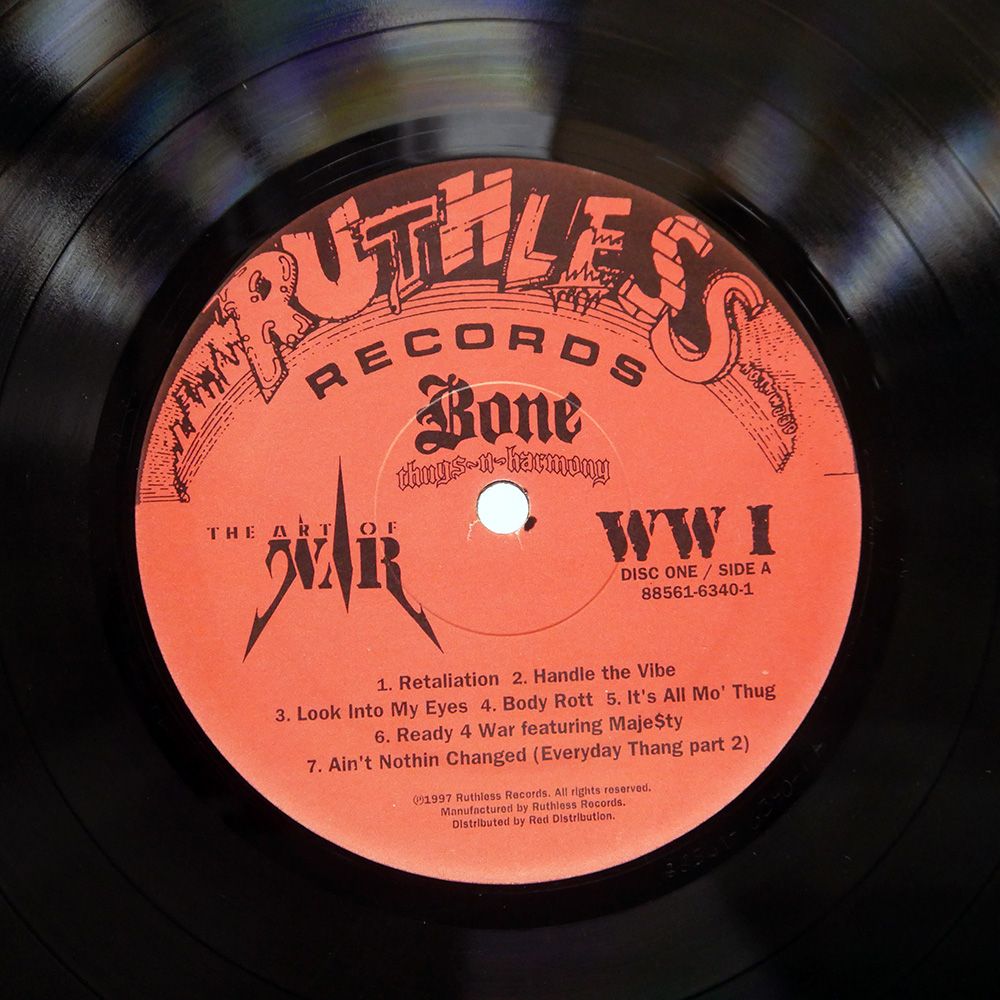 RUTHLESS
RECORDS
Bone
thugs~n~harmony
THE ART OF
WAR
WW I
DISC ONE / SIDE A
88561-6340-1
1. Retaliation 2. Handle the Vibe
3. Look Into My Eyes 4. Body Rott 5. It's All Mo' Thug
6. Ready 4 War featuring Maje$ty
7. Ain't Nothin Changed (Everyday Thang part 2)
℗1997 Ruthless Records. All rights reserved.
Manufactured by Ruthless Records.
Distributed by Red Distribution.